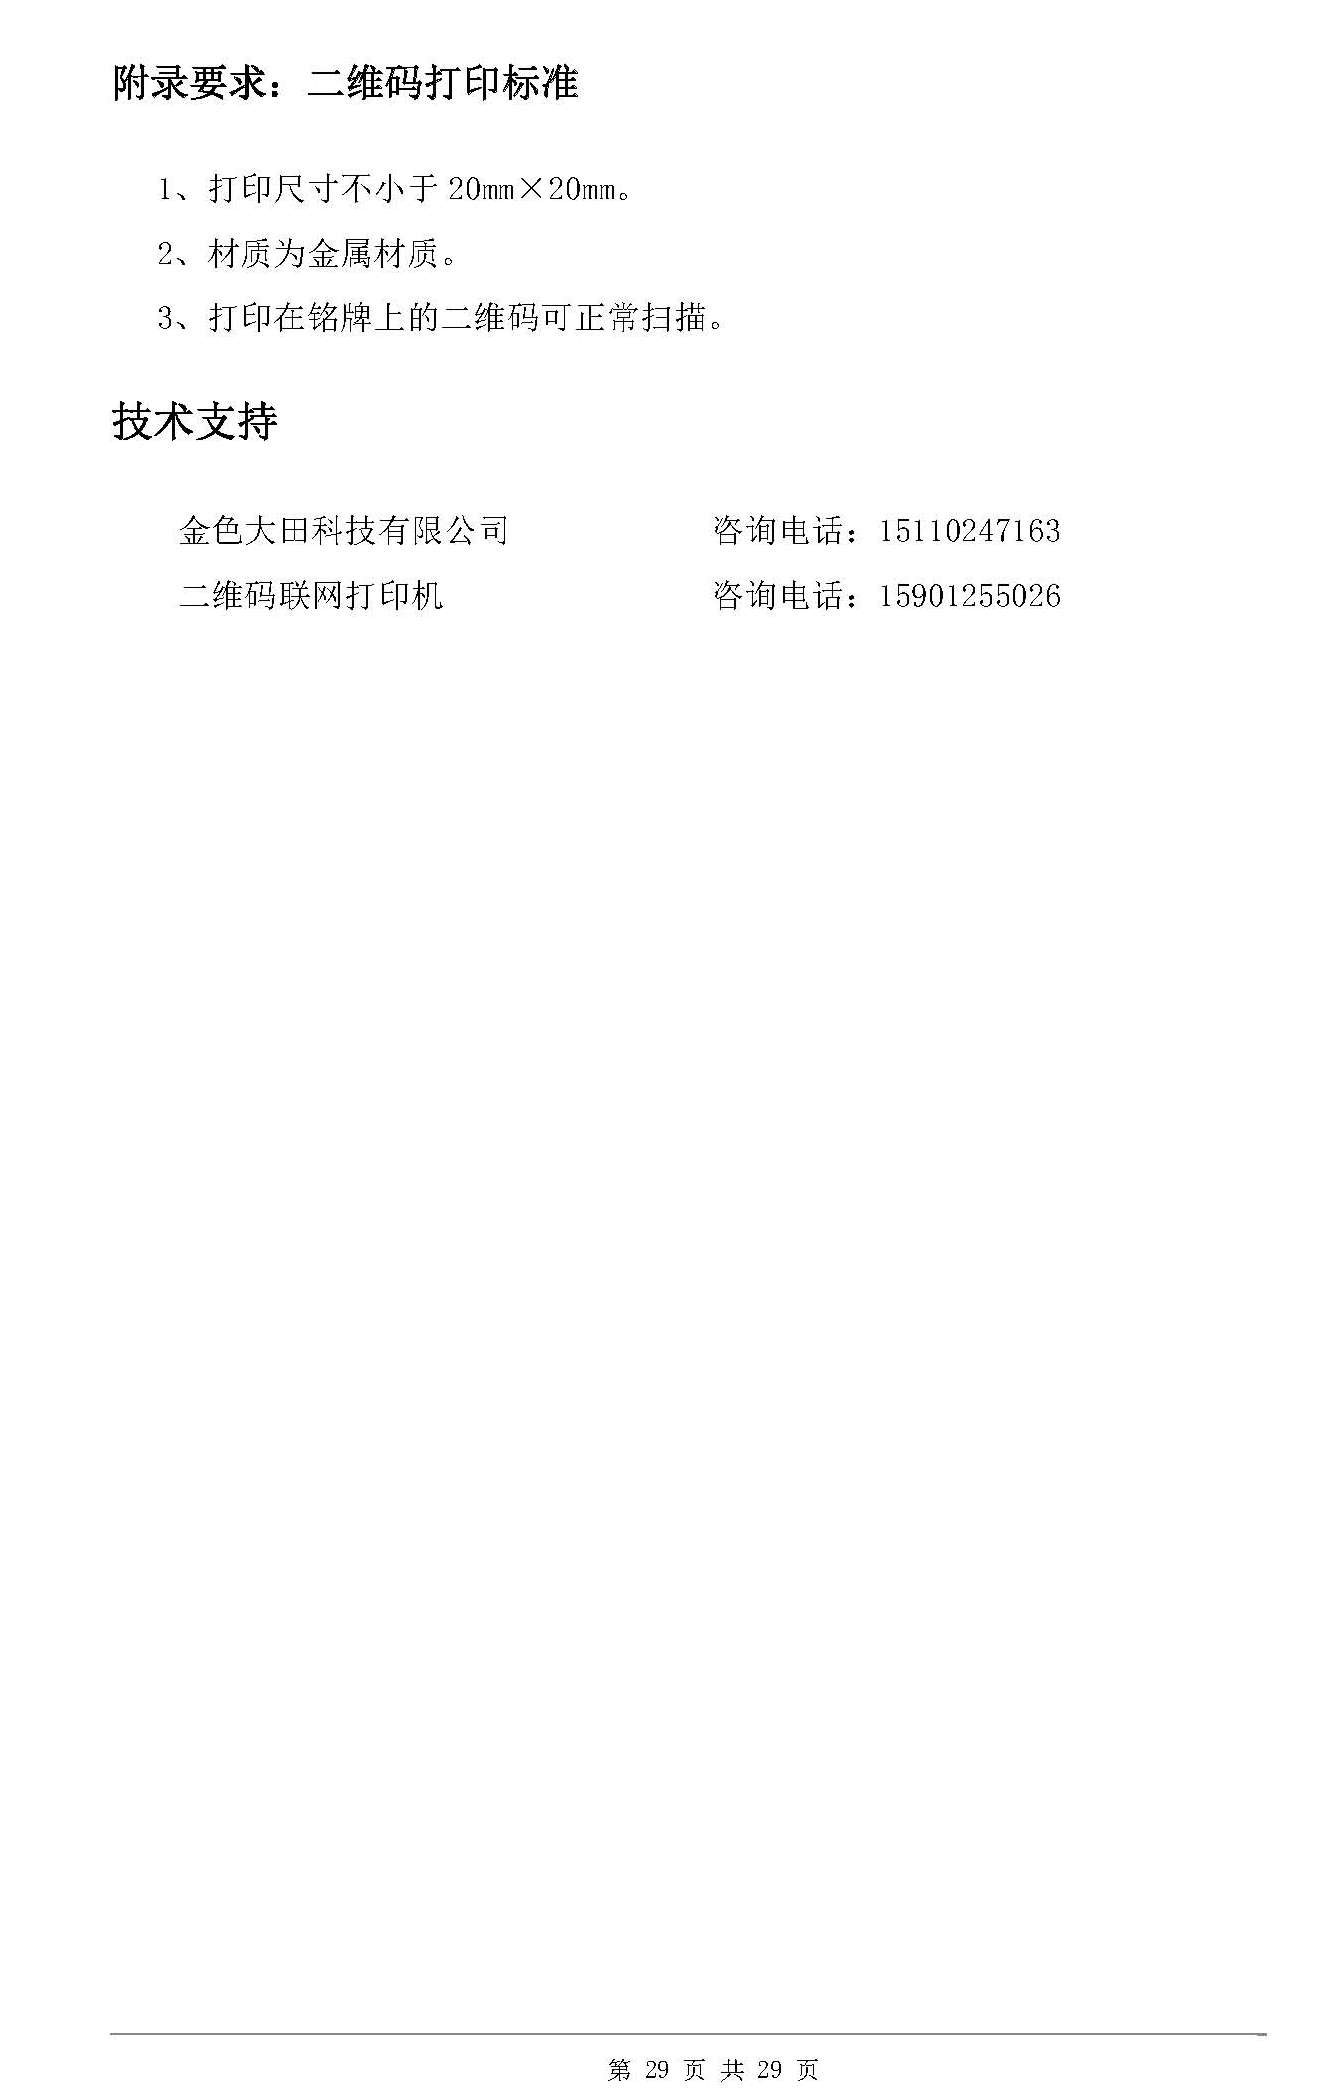 附录要求：二维码打印标准
1、打印尺寸不小于 20mm×20mm。
2、材质为金属材质。
3、打印在铭牌上的二维码可正常扫描。
技术支持
金色大田科技有限公司 咨询电话：15110247163
二维码联网打印机 咨询电话：15901255026
第 29 页 共 29 页